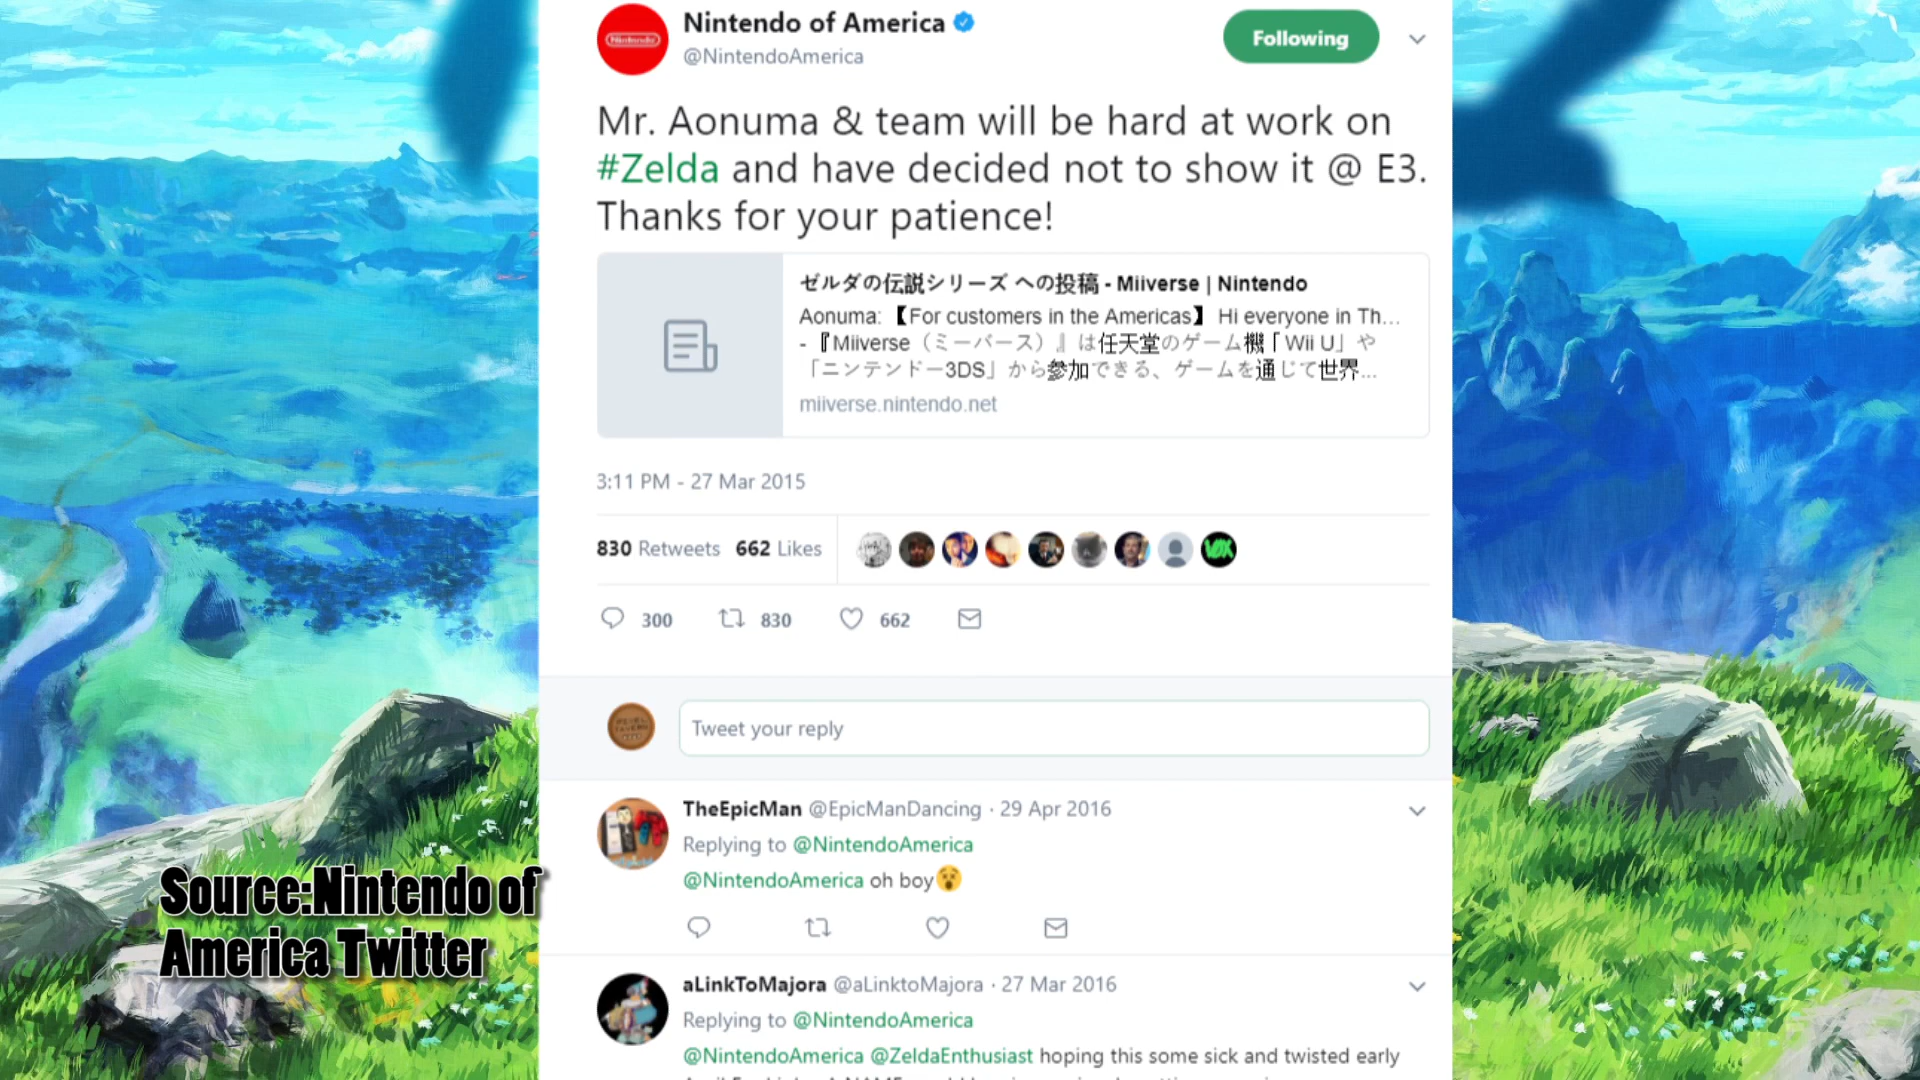 Nintendo of America
@NintendoAmerica
Following
Nintendo
Mr. Aonuma & team will be hard at work on
#Zelda and have decided not to show it @ E3.
Thanks for your patience!
ゼルダの伝説シリーズ への投稿 - Miiverse | Nintendo
Aonuma: 【For customers in the Americas】 Hi everyone in Th...
- 『Miiverse（ミーバース）』は任天堂のゲーム機「Wii U」や
「ニンテンドー3DS」から参加できる、ゲームを通じて世界...
miiverse.nintendo.net
3:11 PM - 27 Mar 2015
830 Retweets 662 Likes
VOX
300 830 662
Tweet your reply
TheEpicMan @EpicManDancing · 29 Apr 2016
Replying to @NintendoAmerica
@NintendoAmerica oh boy😵
aLinkToMajora @aLinktoMajora · 27 Mar 2016
Replying to @NintendoAmerica
@NintendoAmerica @ZeldaEnthusiast hoping this some sick and twisted early
Source:Nintendo of
America Twitter